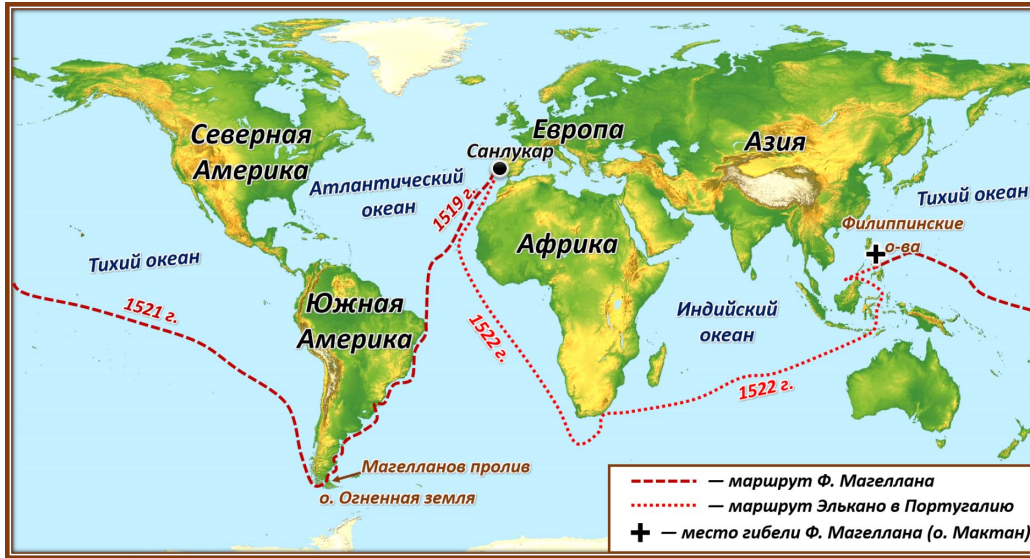 Северная
Америка
Европа
Санлукар
Азия
Атлантический
океан
1519 г.
Тихий океан
Филиппинские
о-ва
Африка
Тихий океан
1521 г.
Южная
Америка
Индийский
океан
1522 г.
1522 г.
Магелланов пролив
о. Огненная земля
— маршрут Ф. Магеллана
— маршрут Элькано в Португалию
— место гибели Ф. Магеллана (о. Мактан)